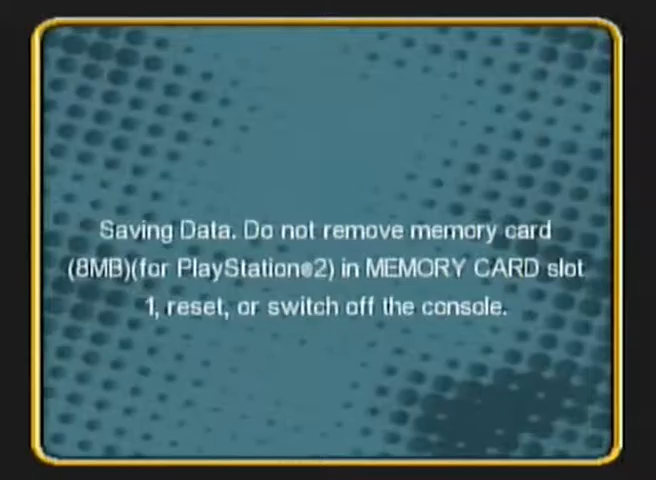 Saving Data. Do not remove memory card
(8MB)(for PlayStation®2) in MEMORY CARD slot
1, reset, or switch off the console.